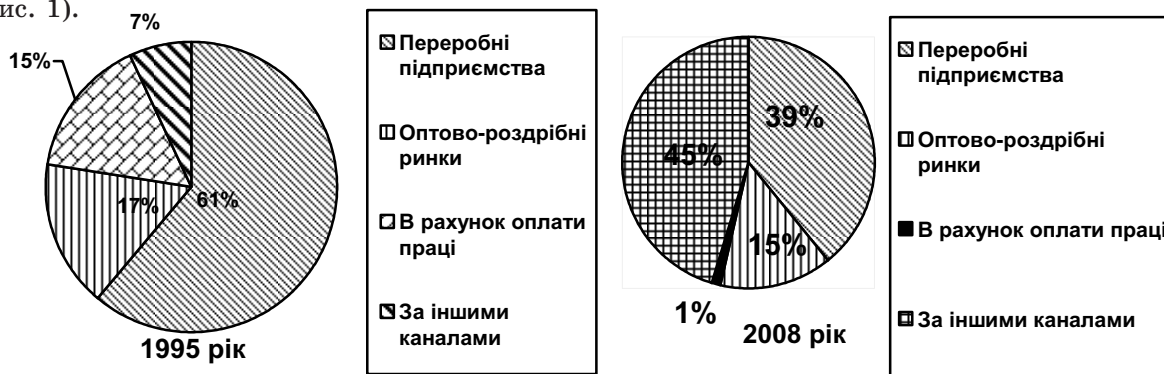 ис. 1).
7%
15%
17%
61%
1995 рік
Переробні
підприємства
Оптово-роздрібні
ринки
В рахунок оплати
праці
За іншими
каналами
39%
45%
15%
1%
2008 рік
Переробні
підприємства
Оптово-роздрібні
ринки
В рахунок оплати праці
За іншими каналами